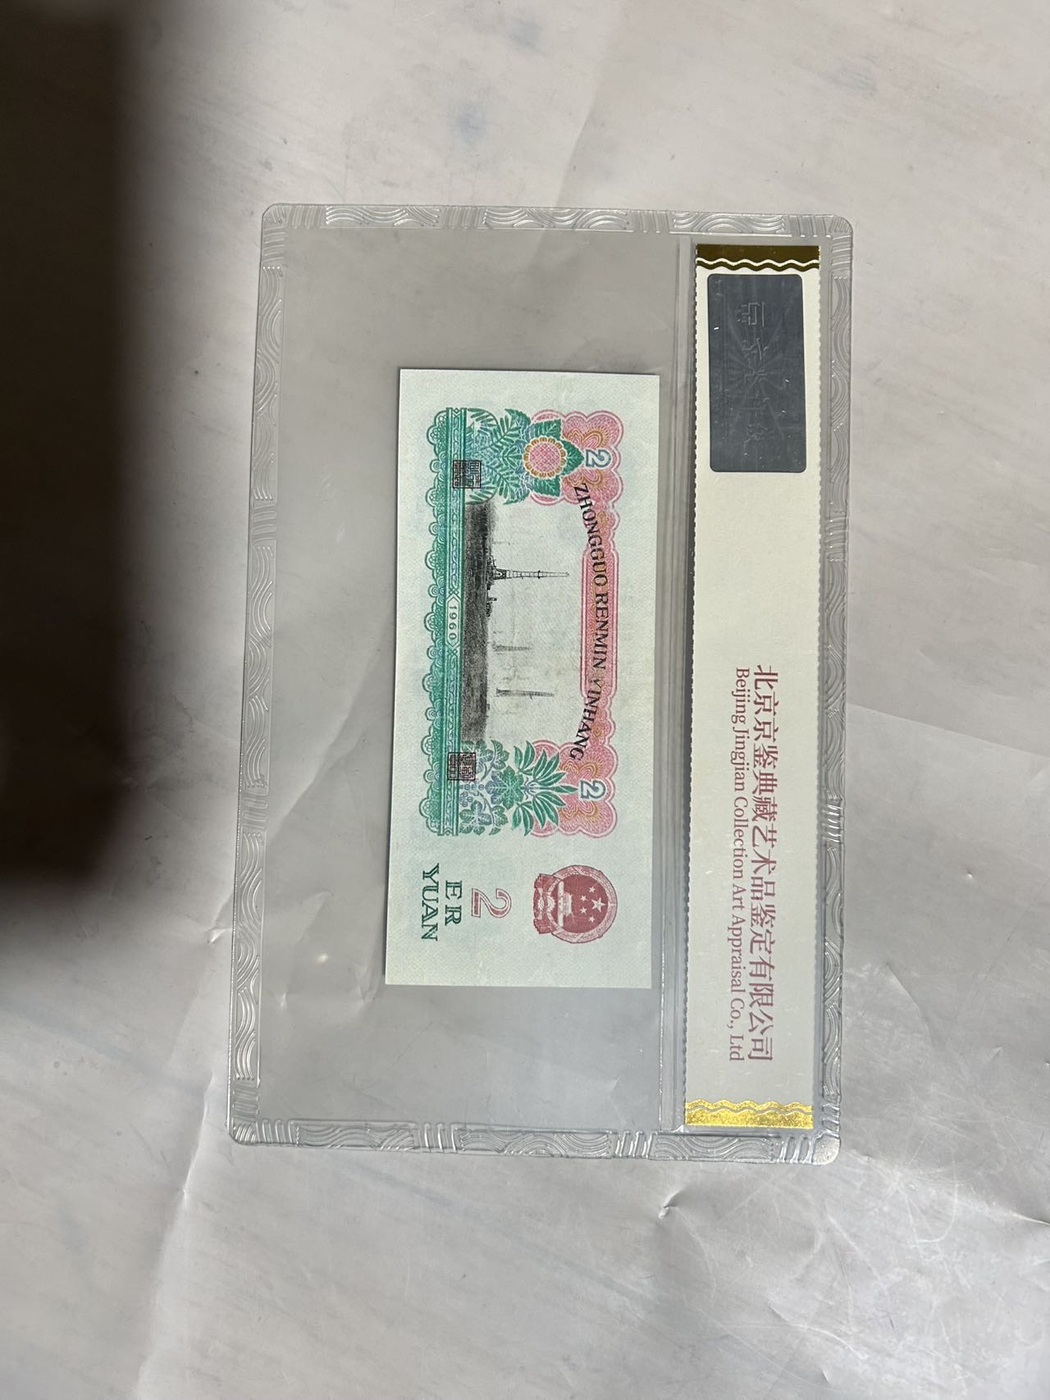 北京京鉴典藏艺术品鉴定有限公司
Beijing Jingjian Collection Art Appraisal Co., Ltd
ZHONGGUO RENMIN YINHANG
2
2
1960
2
ER
YUAN